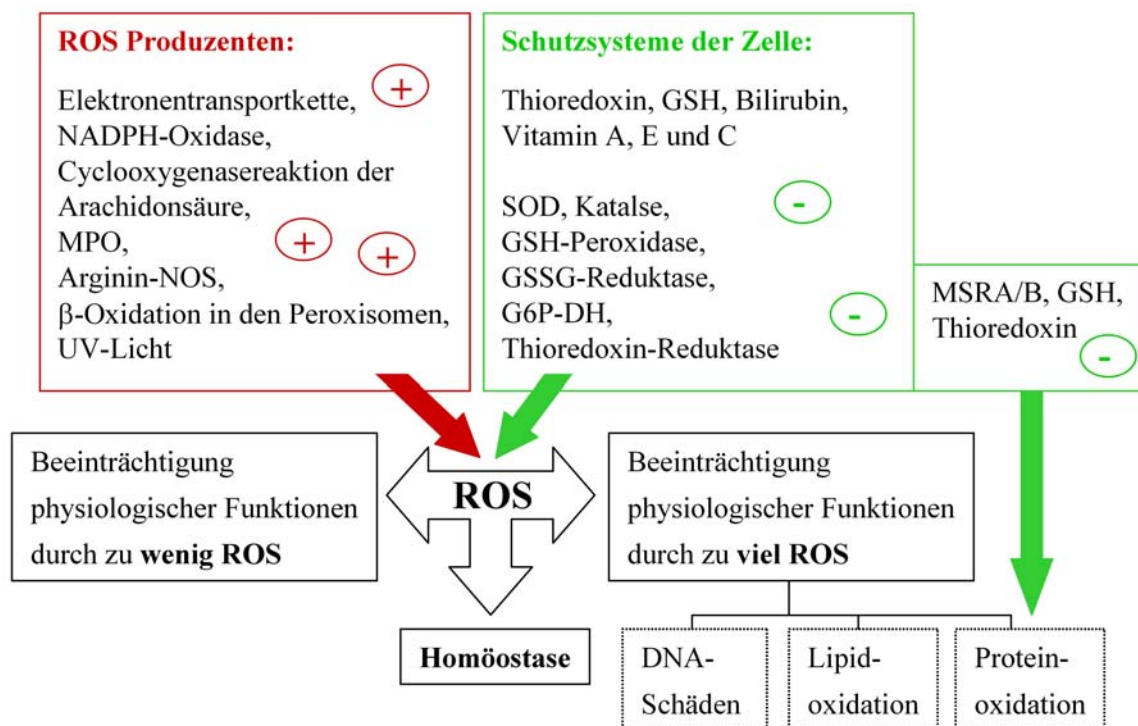 ROS Produzenten:
Elektronentransportkette,
+
NADPH-Oxidase,
Cyclooxygenasereaktion der
Arachidonsäure,
MPO,
+
+
Arginin-NOS,
β-Oxidation in den Peroxisomen,
UV-Licht
Schutzsysteme der Zelle:
Thioredoxin, GSH, Bilirubin,
Vitamin A, E und C
SOD, Katalse,
-
GSH-Peroxidase,
GSSG-Reduktase,
G6P-DH,
-
Thioredoxin-Reduktase
MSRA/B, GSH,
Thioredoxin
-
Beeinträchtigung
physiologischer Funktionen
durch zu wenig ROS
ROS
Beeinträchtigung
physiologischer Funktionen
durch zu viel ROS
Homöostase
DNA-
Schäden
Lipid-
oxidation
Protein-
oxidation